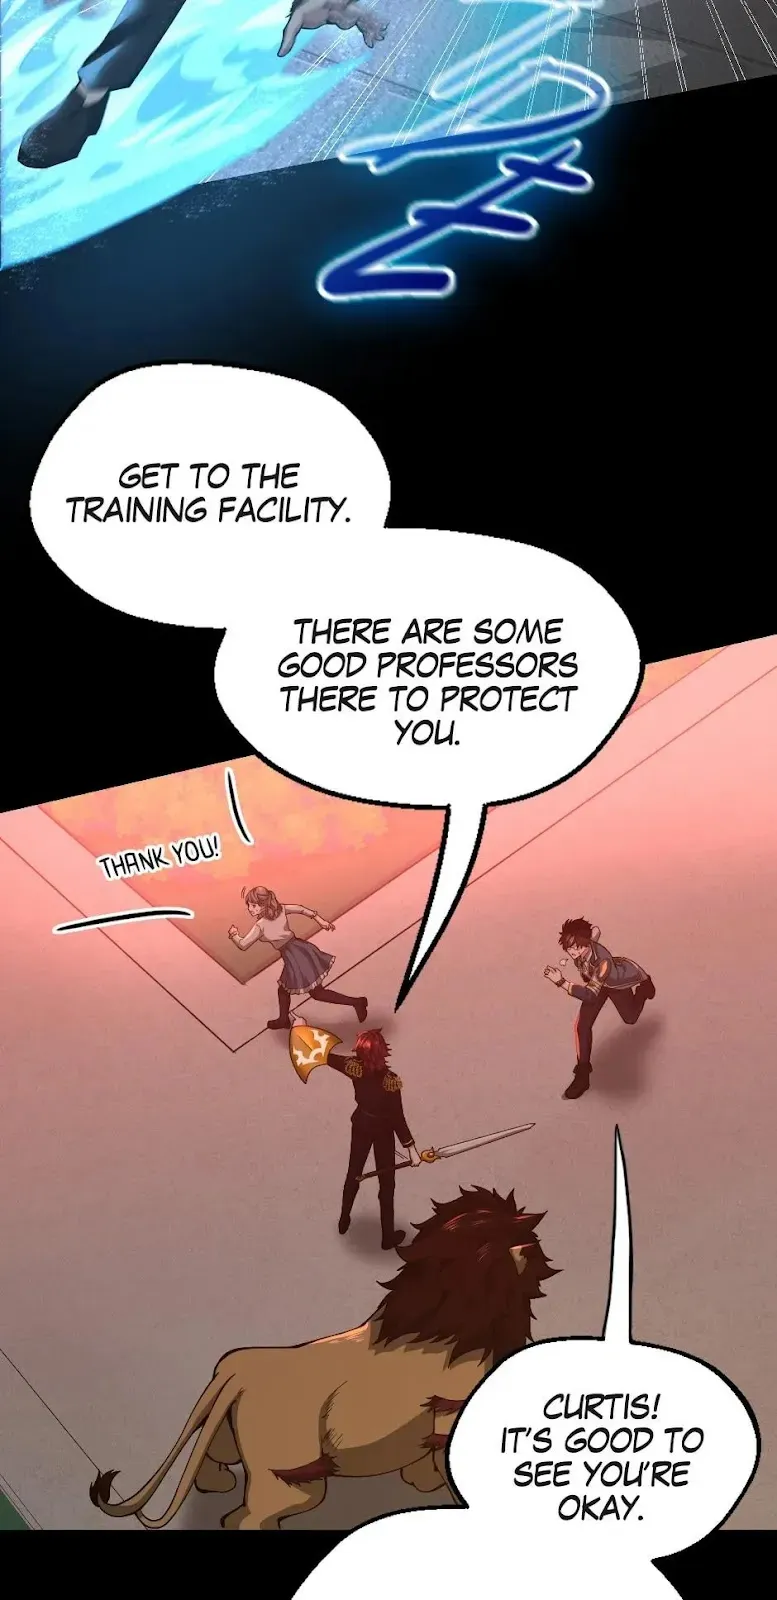 GET TO THE
TRAINING FACILITY.
THERE ARE SOME
GOOD PROFESSORS
THERE TO PROTECT
YOU.
THANK YOU!
CURTIS!
IT'S GOOD TO
SEE YOU'RE
OKAY.